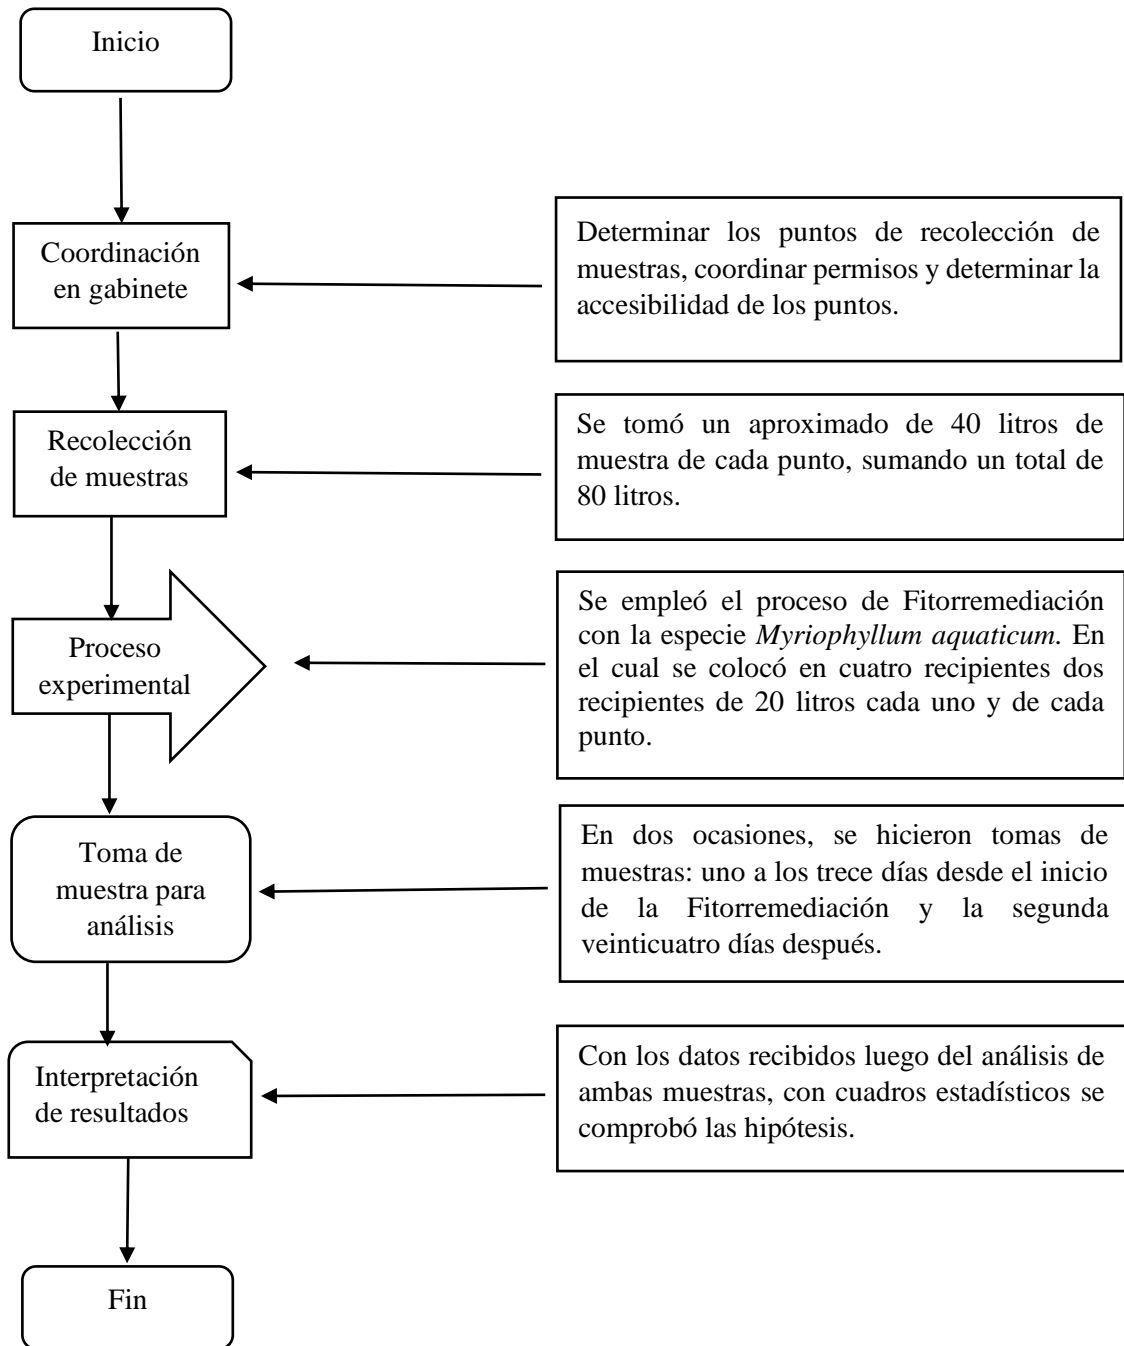 Inicio
Coordinación
en gabinete
Determinar los puntos de recolección de
muestras, coordinar permisos y determinar la
accesibilidad de los puntos.
Recolección
de muestras
Se tomó un aproximado de 40 litros de
muestra de cada punto, sumando un total de
80 litros.
Proceso
experimental
Se empleó el proceso de Fitorremediación
con la especie Myriophyllum aquaticum. En
el cual se colocó en cuatro recipientes dos
recipientes de 20 litros cada uno y de cada
punto.
Toma de
muestra para
análisis
En dos ocasiones, se hicieron tomas de
muestras: uno a los trece días desde el inicio
de la Fitorremediación y la segunda
veinticuatro días después.
Interpretación
de resultados
Con los datos recibidos luego del análisis de
ambas muestras, con cuadros estadísticos se
comprobó las hipótesis.
Fin